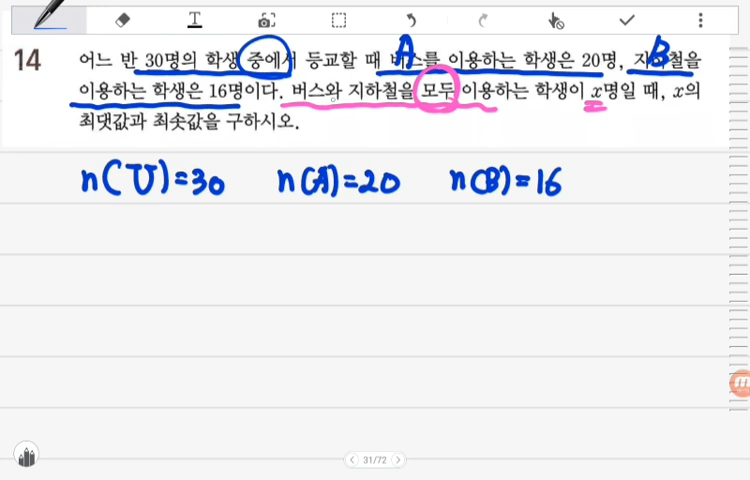 14 어느 반 30명의 학생 중에서 등교할 때 버스를 이용하는 학생은 20명, 지하철을
A B
이용하는 학생은 16명이다. 버스와 지하철을 모두 이용하는 학생이 x명일 때, x의
최댓값과 최솟값을 구하시오.
n(U)=30 n(A)=20 n(B)=16
31/72